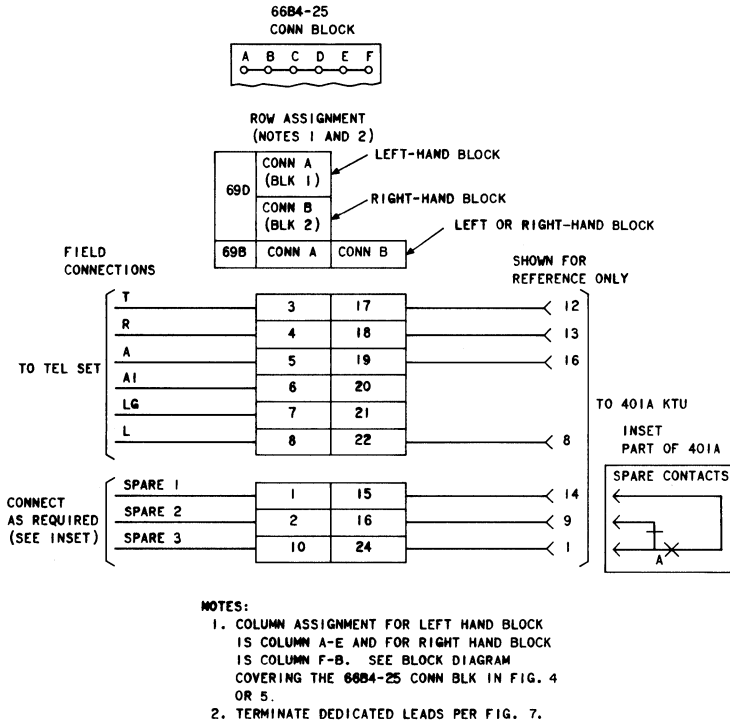 66B4-25
CONN BLOCK
A B C D E F
ROW ASSIGNMENT
(NOTES 1 AND 2)
69D
CONN A
(BLK 1)
LEFT-HAND BLOCK
CONN B
(BLK 2)
RIGHT-HAND BLOCK
69B CONN A CONN B
LEFT OR RIGHT-HAND BLOCK
FIELD
CONNECTIONS
SHOWN FOR
REFERENCE ONLY
TO TEL SET
T 3 17 12
R 4 18 13
A 5 19 16
A1 6 20
LG 7 21
L 8 22 8
TO 401A KTU
CONNECT
AS REQUIRED
(SEE INSET)
SPARE 1 1 15 14
SPARE 2 2 16 9
SPARE 3 10 24 1
INSET
PART OF 401A
SPARE CONTACTS
A
NOTES:
1. COLUMN ASSIGNMENT FOR LEFT HAND BLOCK
IS COLUMN A-E AND FOR RIGHT HAND BLOCK
IS COLUMN F-B. SEE BLOCK DIAGRAM
COVERING THE 66B4-25 CONN BLK IN FIG. 4
OR 5.
2. TERMINATE DEDICATED LEADS PER FIG. 7.